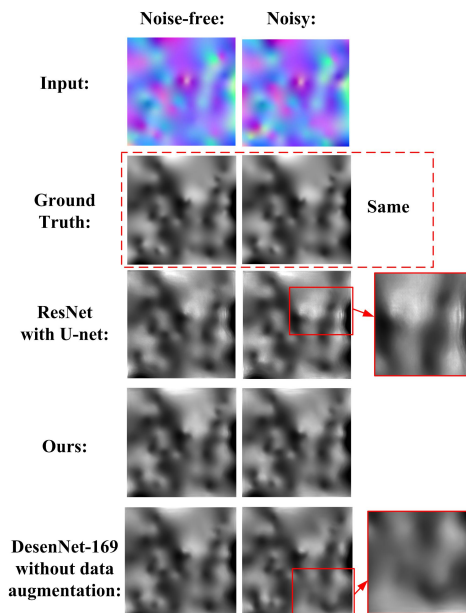 Noise-free: Noisy:
Input:
Ground
Truth:
Same
ResNet
with U-net:
Ours:
DesenNet-169
without data
augmentation: